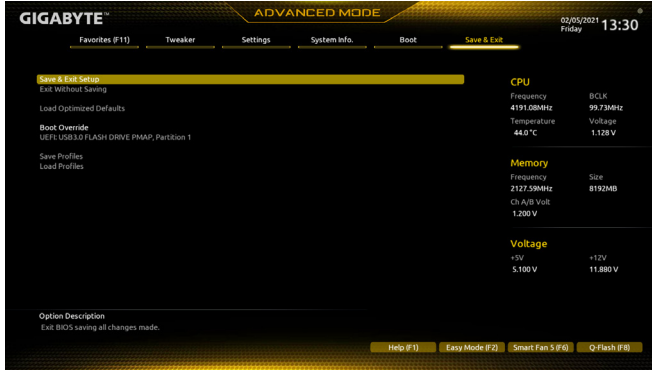 GIGABYTE™
ADVANCED MODE
02/05/2021 Friday 13:30
Favorites (F11) Tweaker Settings System Info. Boot Save & Exit
Save & Exit Setup
Exit Without Saving
Load Optimized Defaults
Boot Override
UEFI: USB3.0 FLASH DRIVE PMAP, Partition 1
Save Profiles
Load Profiles
CPU
Frequency BCLK
4191.08MHz 99.73MHz
Temperature Voltage
44.0 °C 1.128 V
Memory
Frequency Size
2127.59MHz 8192MB
Ch A/B Volt
1.200 V
Voltage
+5V +12V
5.100 V 11.880 V
Option Description
Exit BIOS saving all changes made.
Help (F1) Easy Mode (F2) Smart Fan 5 (F6) Q-Flash (F8)